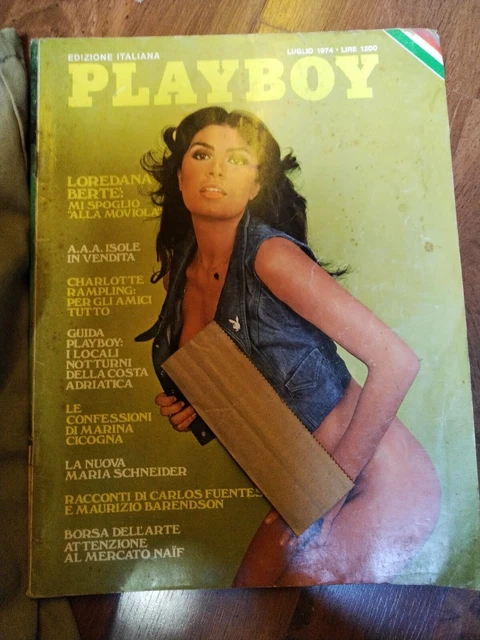 EDIZIONE ITALIANA
LUGLIO 1974 • LIRE 1200
PLAYBOY
LOREDANA
BERTE':
MI SPOGLIO
"ALLA MOVIOLA"
A.A.A. ISOLE
IN VENDITA
CHARLOTTE
RAMPLING:
PER GLI AMICI
TUTTO
GUIDA
PLAYBOY:
I LOCALI
NOTTURNI
DELLA COSTA
ADRIATICA
LE
CONFESSIONI
DI MARINA
CICOGNA
LA NUOVA
MARIA SCHNEIDER
RACCONTI DI CARLOS FUENTES
E MAURIZIO BARENDSON
BORSA DELL'ARTE
ATTENZIONE
AL MERCATO NAÏF